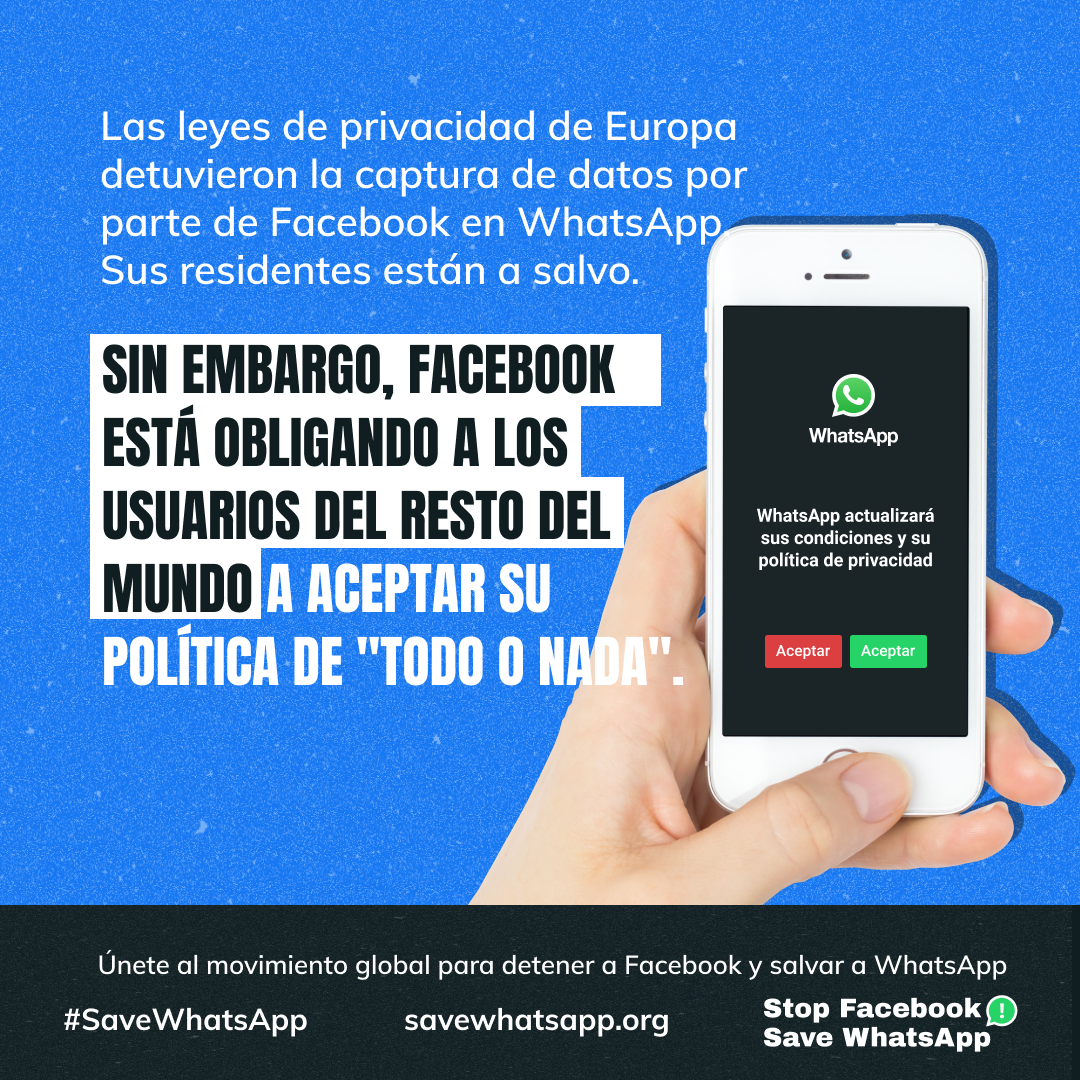 Las leyes de privacidad de Europa
detuvieron la captura de datos por
parte de Facebook en WhatsApp.
Sus residentes están a salvo.
SIN EMBARGO, FACEBOOK
ESTÁ OBLIGANDO A LOS
USUARIOS DEL RESTO DEL
MUNDO A ACEPTAR SU
POLÍTICA DE "TODO O NADA".
WhatsApp
WhatsApp actualizará
sus condiciones y su
política de privacidad
Aceptar Aceptar
Únete al movimiento global para detener a Facebook y salvar a WhatsApp
#SaveWhatsApp savewhatsapp.org
Stop Facebook
Save WhatsApp